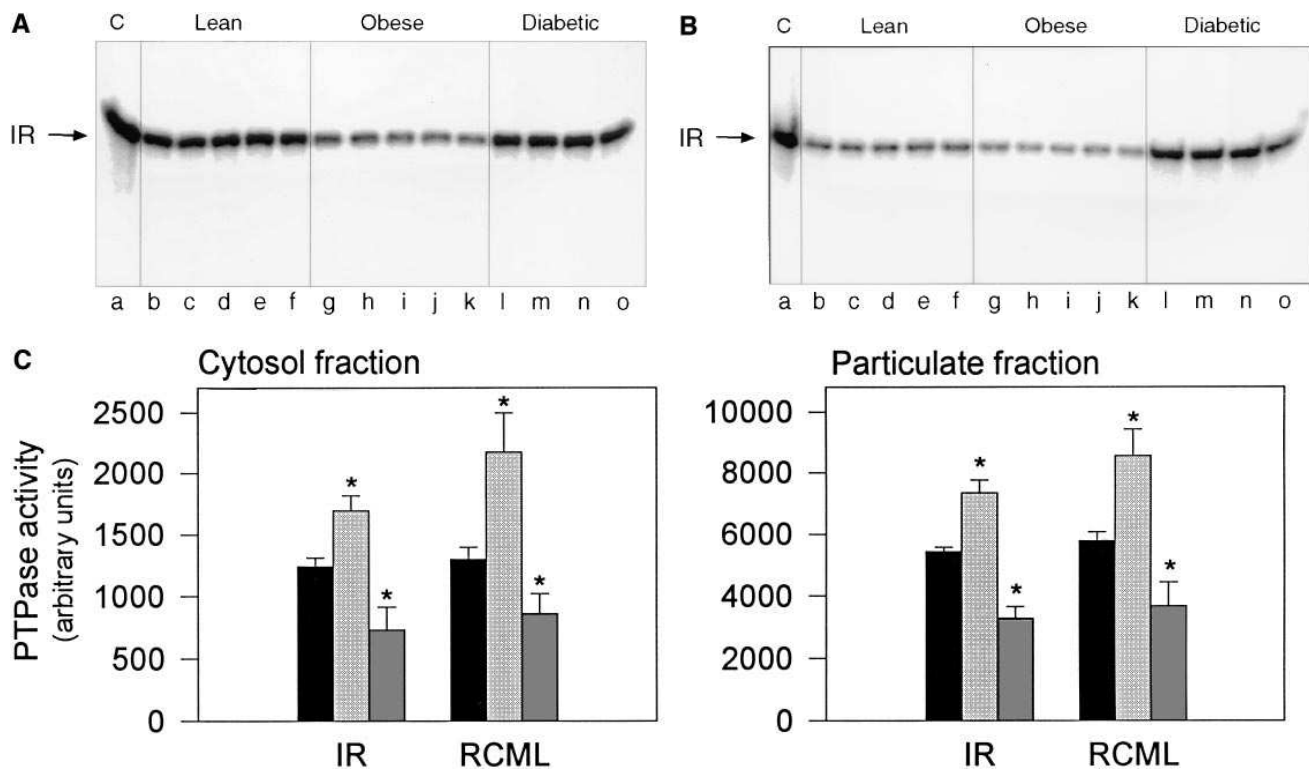 A
C Lean Obese Diabetic
IR
a b c d e f g h i j k l m n o
B
C Lean Obese Diabetic
IR
a b c d e f g h i j k l m n o
C
Cytosol fraction
PTPase activity
(arbitrary units)
2500
2000
1500
1000
500
0
* * * *
IR RCML
Particulate fraction
10000
8000
6000
4000
2000
0
* * * *
IR RCML